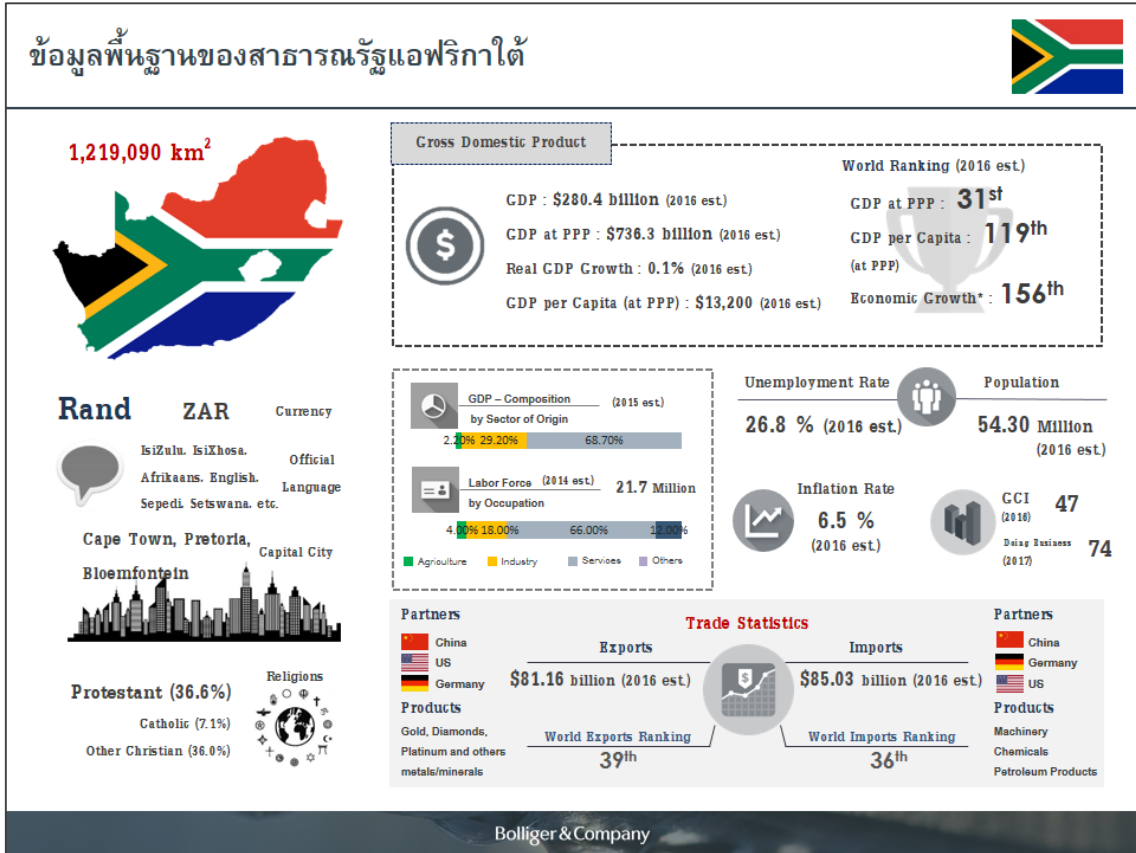 ข้อมูลพื้นฐานของสาธารณรัฐแอฟริกาใต้
1,219,090 km²
Gross Domestic Product
GDP : $280.4 billion (2016 est.)
GDP at PPP : $736.3 billion (2016 est.)
Real GDP Growth : 0.1% (2016 est.)
GDP per Capita (at PPP) : $13,200 (2016 est.)
World Ranking (2016 est.)
GDP at PPP : 31st
GDP per Capita : 119th
(at PPP)
Economic Growth* : 156th
Rand ZAR Currency
IsiZulu. IsiXhosa.
Afrikaans. English.
Sepedi. Setswana. etc.
Official
Language
Cape Town, Pretoria,
Bloemfontein
Capital City
Religions
Protestant (36.6%)
Catholic (7.1%)
Other Christian (36.0%)
GDP – Composition
by Sector of Origin
(2015 est.)
2.20% 29.20% 68.70%
Labor Force (2014 est.)
by Occupation
21.7 Million
4.00% 18.00% 66.00% 12.00%
Agriculture Industry Services Others
Unemployment Rate
26.8 % (2016 est.)
Population
54.30 Million
(2016 est.)
Inflation Rate
6.5 %
(2016 est.)
GCI
(2016)
47
Doing Business
(2017)
74
Trade Statistics
Partners
China
US
Germany
Products
Gold, Diamonds,
Platinum and others
metals/minerals
Exports
$81.16 billion (2016 est.)
World Exports Ranking
39th
$
Imports
$85.03 billion (2016 est.)
World Imports Ranking
36th
Partners
China
Germany
US
Products
Machinery
Chemicals
Petroleum Products
Bolliger & Company